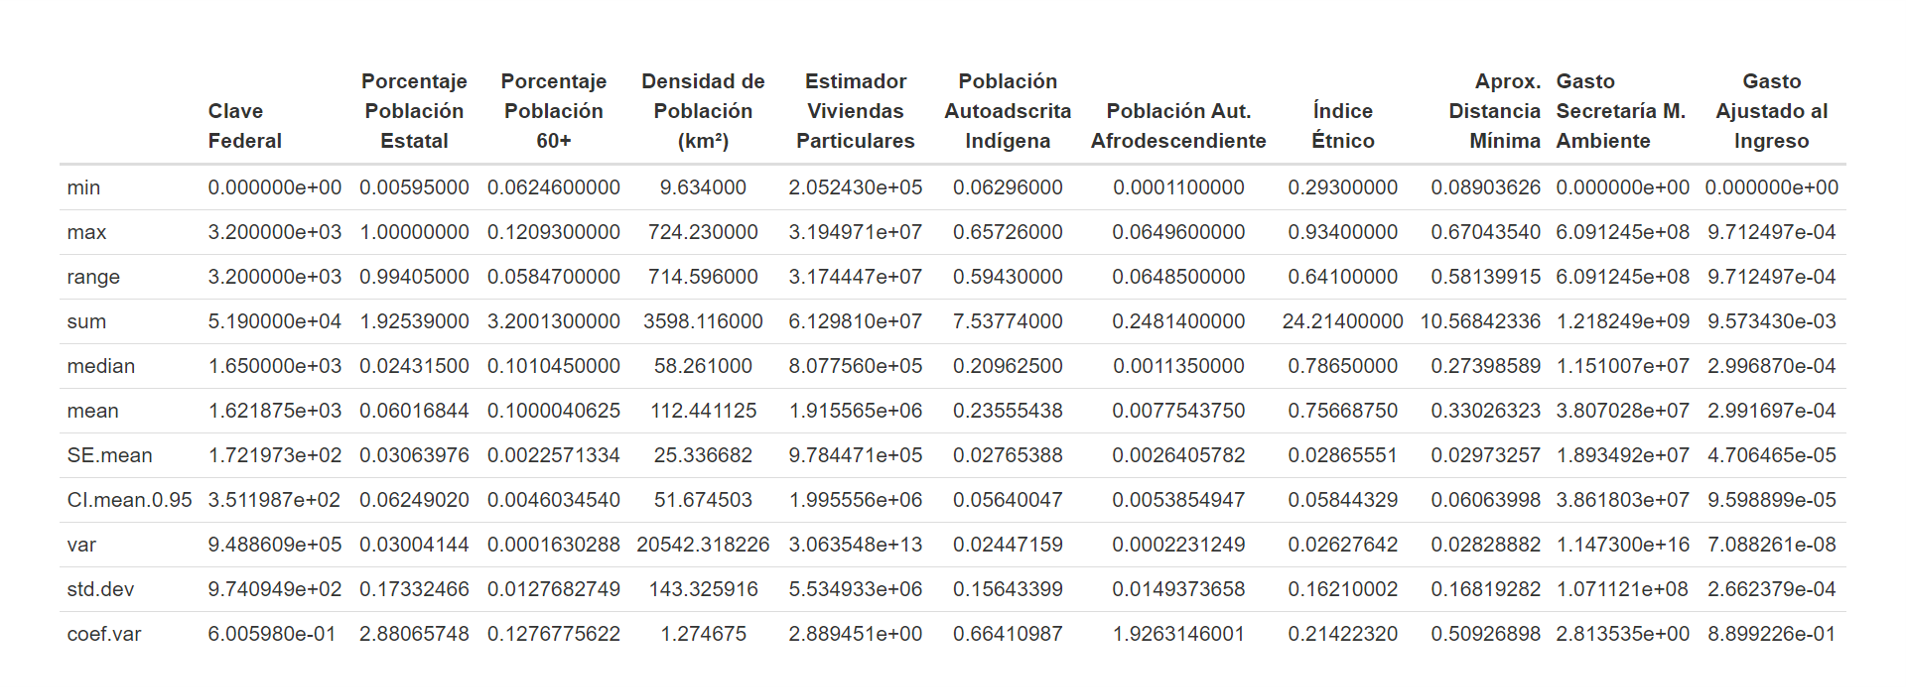 Clave Federal | Porcentaje Población Estatal | Porcentaje Población 60+ | Densidad de Población (km²) | Estimador Viviendas Particulares | Población Autoadscrita Indígena | Población Aut. Afrodescendiente | Índice Étnico | Aprox. Distancia Mínima | Gasto Secretaría M. Ambiente | Gasto Ajustado al Ingreso
min 0.000000e+00 0.00595000 0.0624600000 9.634000 2.052430e+05 0.06296000 0.0001100000 0.29300000 0.08903626 0.000000e+00 0.000000e+00
max 3.200000e+03 1.00000000 0.1209300000 724.230000 3.194971e+07 0.65726000 0.0649600000 0.93400000 0.67043540 6.091245e+08 9.712497e-04
range 3.200000e+03 0.99405000 0.0584700000 714.596000 3.174447e+07 0.59430000 0.0648500000 0.64100000 0.58139915 6.091245e+08 9.712497e-04
sum 5.190000e+04 1.92539000 3.2001300000 3598.116000 6.129810e+07 7.53774000 0.2481400000 24.21400000 10.56842336 1.218249e+09 9.573430e-03
median 1.650000e+03 0.02431500 0.1010450000 58.261000 8.077560e+05 0.20962500 0.0011350000 0.78650000 0.27398589 1.151007e+07 2.996870e-04
mean 1.621875e+03 0.06016844 0.1000040625 112.441125 1.915565e+06 0.23555438 0.0077543750 0.75668750 0.33026323 3.807028e+07 2.991697e-04
SE.mean 1.721973e+02 0.03063976 0.0022571334 25.336682 9.784471e+05 0.02765388 0.0026405782 0.02865551 0.02973257 1.893492e+07 4.706465e-05
CI.mean.0.95 3.511987e+02 0.06249020 0.0046034540 51.674503 1.995556e+06 0.05640047 0.0053854947 0.05844329 0.06063998 3.861803e+07 9.598899e-05
var 9.488609e+05 0.03004144 0.0001630288 20542.318226 3.063548e+13 0.02447159 0.0002231249 0.02627642 0.02828882 1.147300e+16 7.088261e-08
std.dev 9.740949e+02 0.17332466 0.0127682749 143.325916 5.534933e+06 0.15643399 0.0149373658 0.16210002 0.16819282 1.071121e+08 2.662379e-04
coef.var 6.005980e-01 2.88065748 0.1276775622 1.274675 2.889451e+00 0.66410987 1.9263146001 0.21422320 0.50926898 2.813535e+00 8.899226e-01